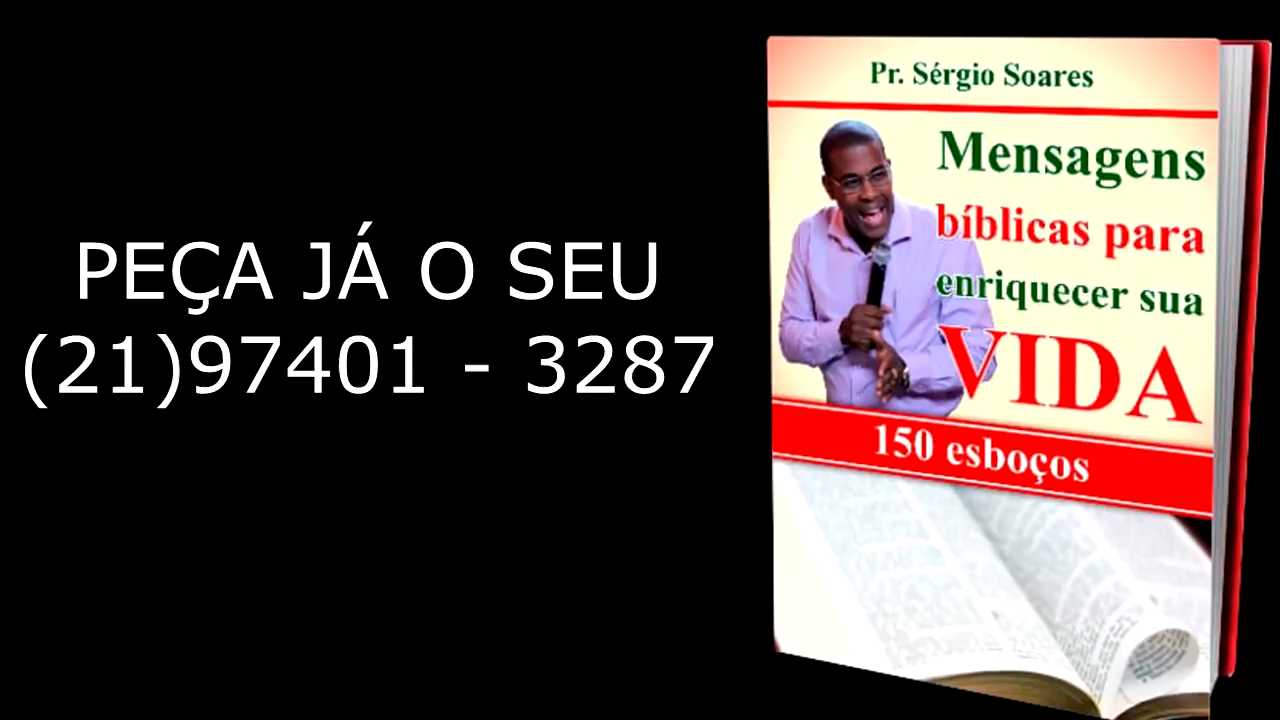 PEÇA JÁ O SEU
(21)97401 - 3287
Pr. Sérgio Soares
Mensagens
bíblicas para
enriquecer sua
VIDA
150 esboços